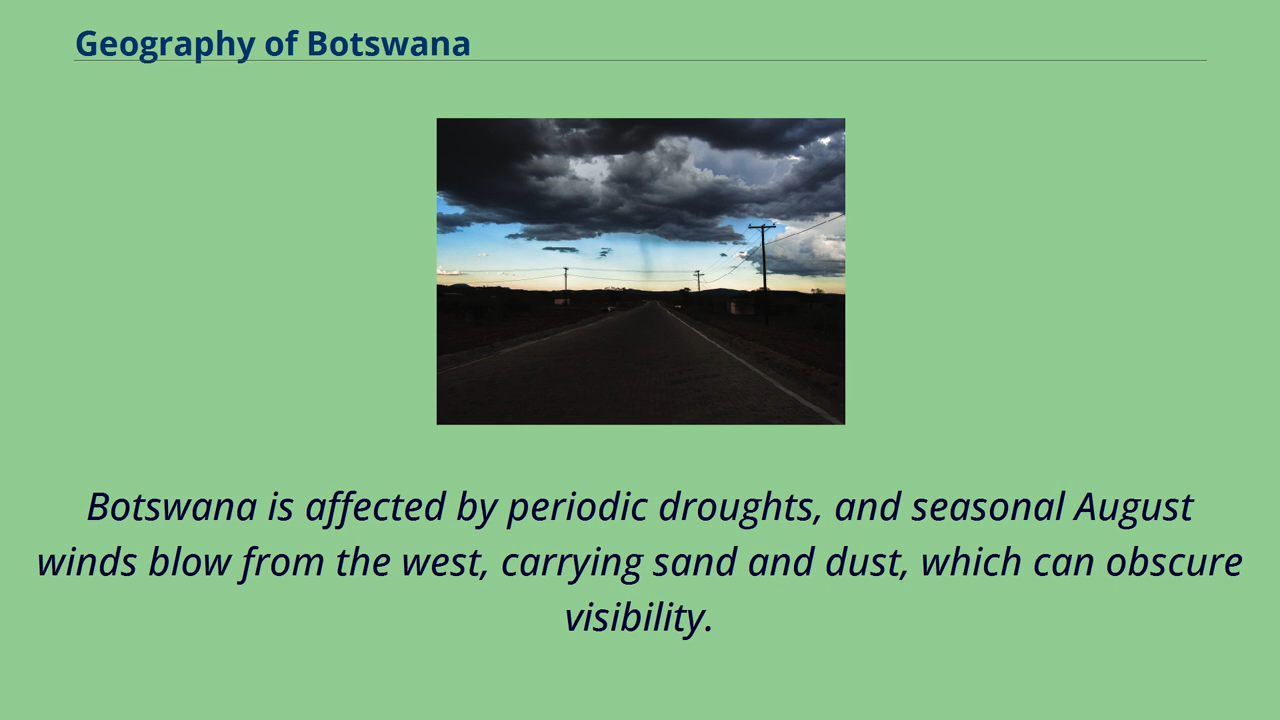 Geography of Botswana
Botswana is affected by periodic droughts, and seasonal August
winds blow from the west, carrying sand and dust, which can obscure
visibility.